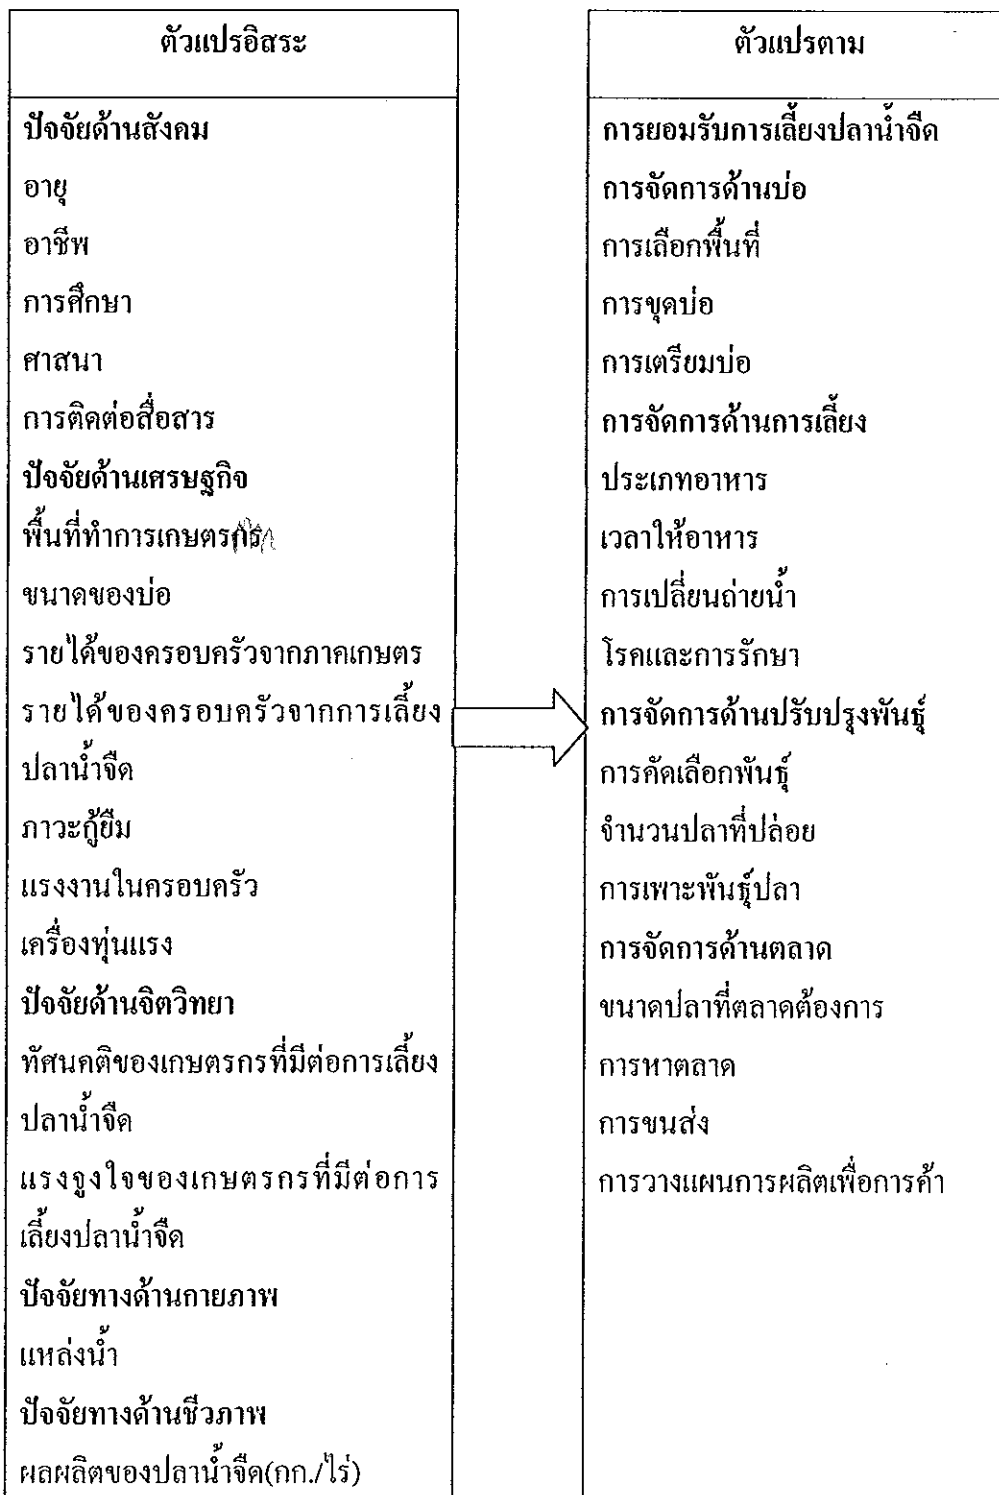 ตัวแปรอิสระ
ปัจจัยด้านสังคม
อายุ
อาชีพ
การศึกษา
ศาสนา
การติดต่อสื่อสาร
ปัจจัยด้านเศรษฐกิจ
พื้นที่ทำการเกษตรกร
ขนาดของบ่อ
รายได้ของครอบครัวจากภาคเกษตร
รายได้ของครอบครัวจากการเลี้ยง
ปลาน้ำจืด
ภาวะกู้ยืม
แรงงานในครอบครัว
เครื่องทุ่นแรง
ปัจจัยด้านจิตวิทยา
ทัศนคติของเกษตรกรที่มีต่อการเลี้ยง
ปลาน้ำจืด
แรงจูงใจของเกษตรกรที่มีต่อการ
เลี้ยงปลาน้ำจืด
ปัจจัยทางด้านกายภาพ
แหล่งน้ำ
ปัจจัยทางด้านชีวภาพ
ผลผลิตของปลาน้ำจืด(กก./ไร่)
ตัวแปรตาม
การยอมรับการเลี้ยงปลาน้ำจืด
การจัดการด้านบ่อ
การเลือกพื้นที่
การขุดบ่อ
การเตรียมบ่อ
การจัดการด้านการเลี้ยง
ประเภทอาหาร
เวลาให้อาหาร
การเปลี่ยนถ่ายน้ำ
โรคและการรักษา
การจัดการด้านปรับปรุงพันธุ์
การคัดเลือกพันธุ์
จำนวนปลาที่ปล่อย
การเพาะพันธุ์ปลา
การจัดการด้านตลาด
ขนาดปลาที่ตลาดต้องการ
การหาตลาด
การขนส่ง
การวางแผนการผลิตเพื่อการค้า